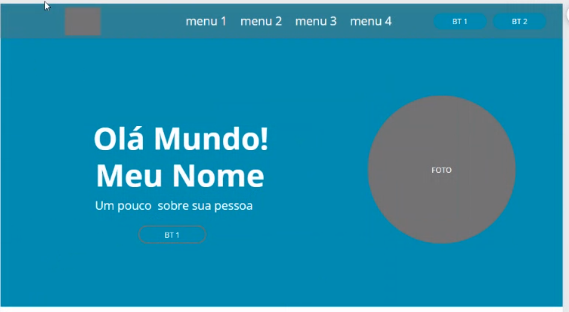 menu 1 menu 2 menu 3 menu 4 BT 1 BT 2
Olá Mundo!
Meu Nome
Um pouco sobre sua pessoa
BT 1
FOTO